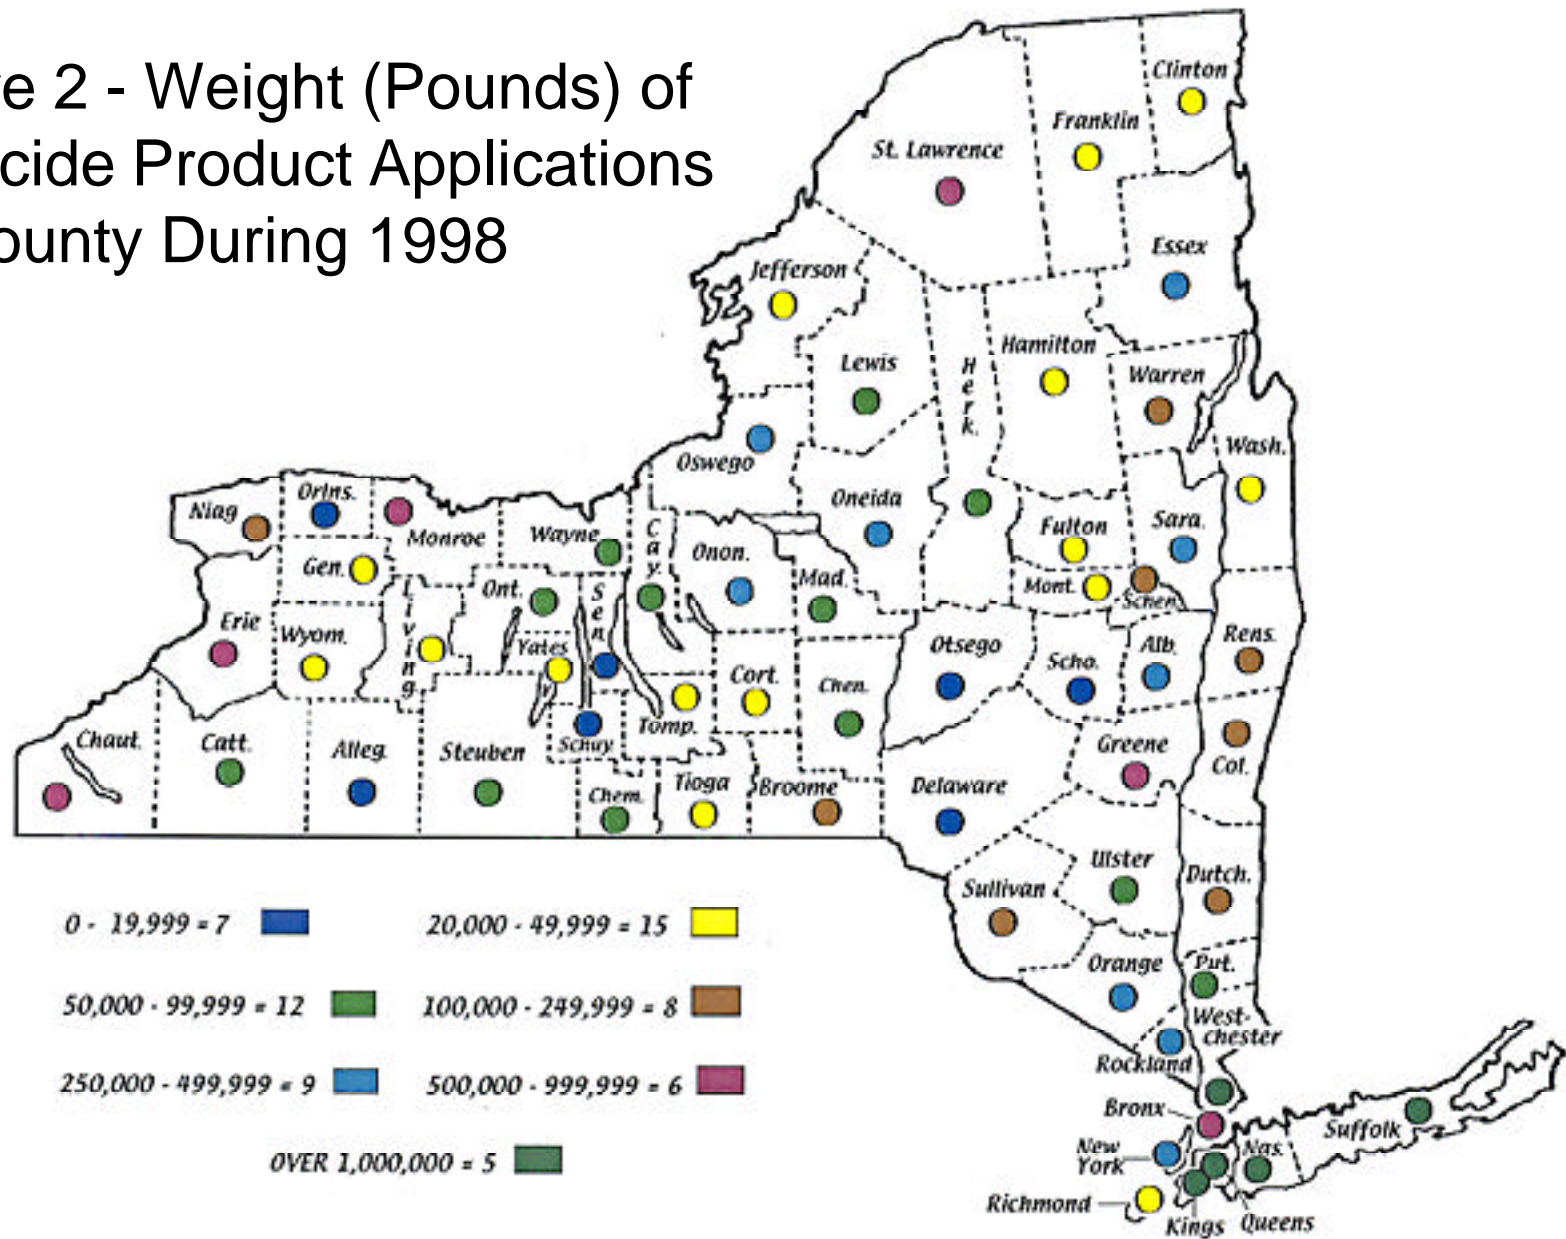 e 2 - Weight (Pounds) of
cide Product Applications
ounty During 1998
Clinton
Franklin
St. Lawrence
Essex
Jefferson
Hamilton
Lewis
Herk.
Warren
Wash.
Oswego
Oneida
Orlns.
Niag
Monroe
Wayne
Cay.
Onon.
Fulton
Sara.
Gen.
Ont.
Sen.
Mad.
Mont.
Schen.
Living
Erie
Wyom.
Yates
Otsego
Scho.
Alb.
Rens.
Cort.
Chen.
Tomp.
Chaut.
Catt.
Alleg.
Steuben
Schuy
Greene
Col.
Chem.
Tioga
Broome
Delaware
Ulster
Dutch.
Sullivan
Orange
Put.
West-
chester
Rockland
Bronx
Suffolk
New
York
Nas.
Richmond
Kings
Queens
0 - 19,999 = 7
20,000 - 49,999 = 15
50,000 - 99,999 = 12
100,000 - 249,999 = 8
250,000 - 499,999 = 9
500,000 - 999,999 = 6
OVER 1,000,000 = 5